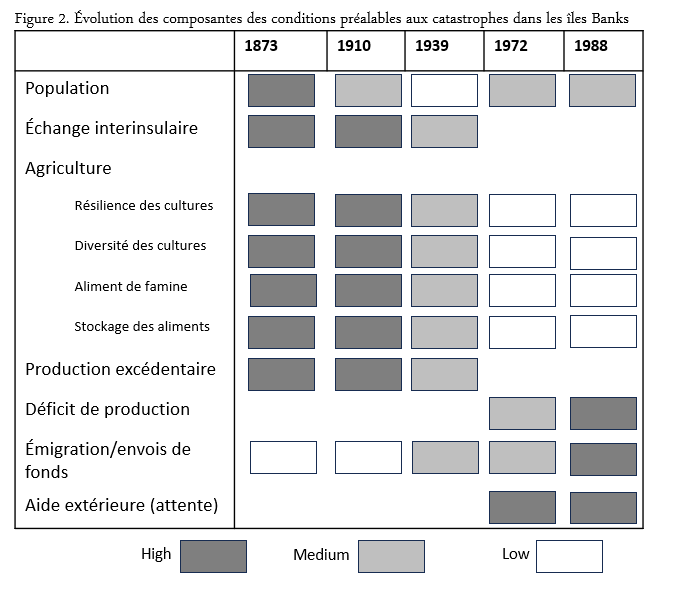 Figure 2. Évolution des composantes des conditions préalables aux catastrophes dans les îles Banks
1873 1910 1939 1972 1988
Population
Échange interinsulaire
Agriculture
Résilience des cultures
Diversité des cultures
Aliment de famine
Stockage des aliments
Production excédentaire
Déficit de production
Émigration/envois de
fonds
Aide extérieure (attente)
High Medium Low